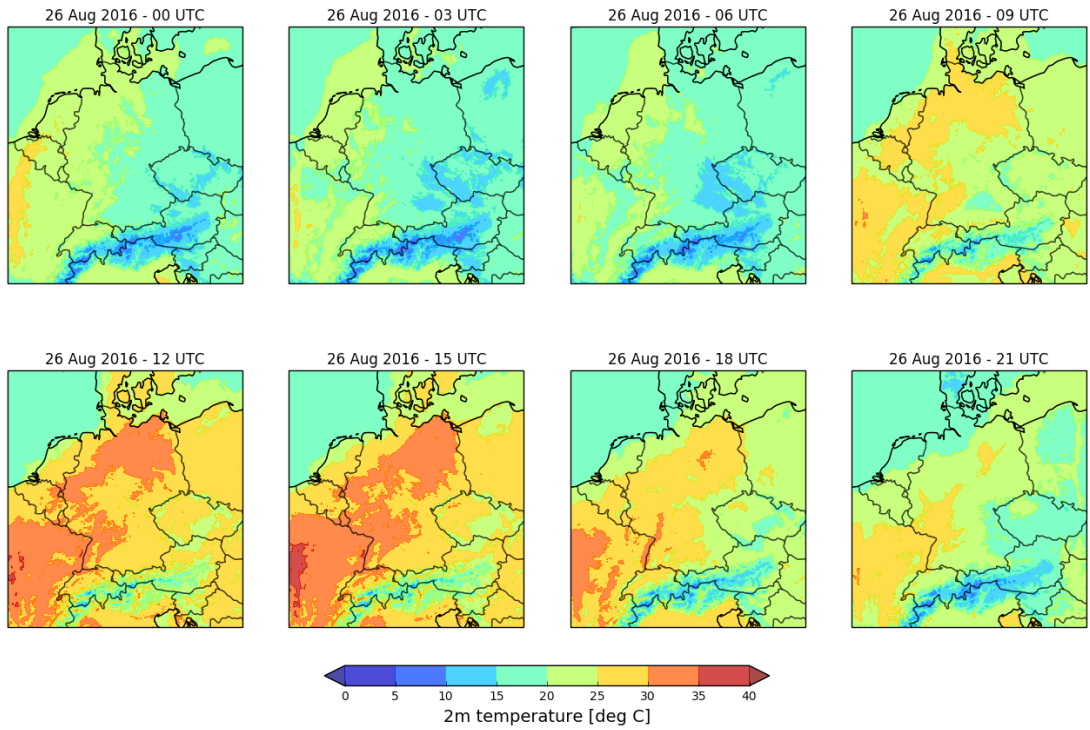 26 Aug 2016 - 00 UTC
26 Aug 2016 - 03 UTC
26 Aug 2016 - 06 UTC
26 Aug 2016 - 09 UTC
26 Aug 2016 - 12 UTC
26 Aug 2016 - 15 UTC
26 Aug 2016 - 18 UTC
26 Aug 2016 - 21 UTC
0 5 10 15 20 25 30 35 40
2m temperature [deg C]